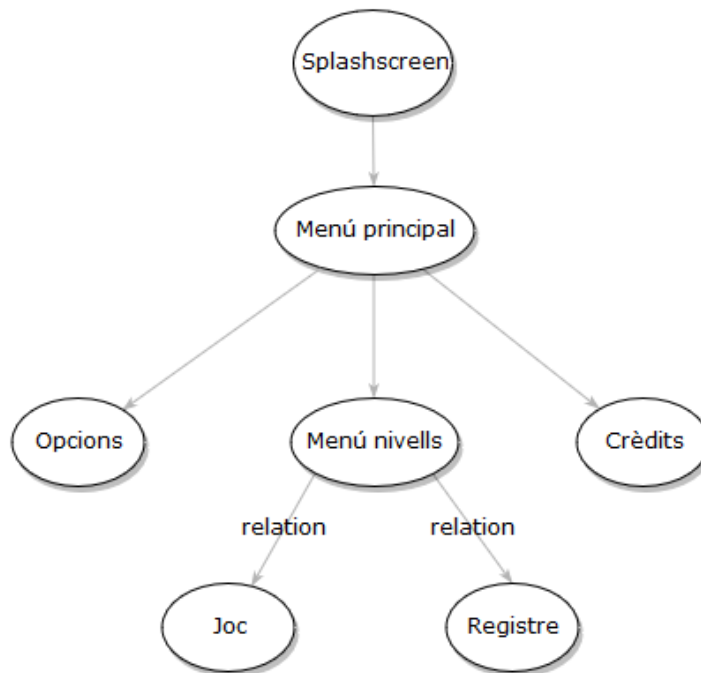 Splashscreen
Menú principal
Opcions
Menú nivells
Crèdits
relation
relation
Joc
Registre